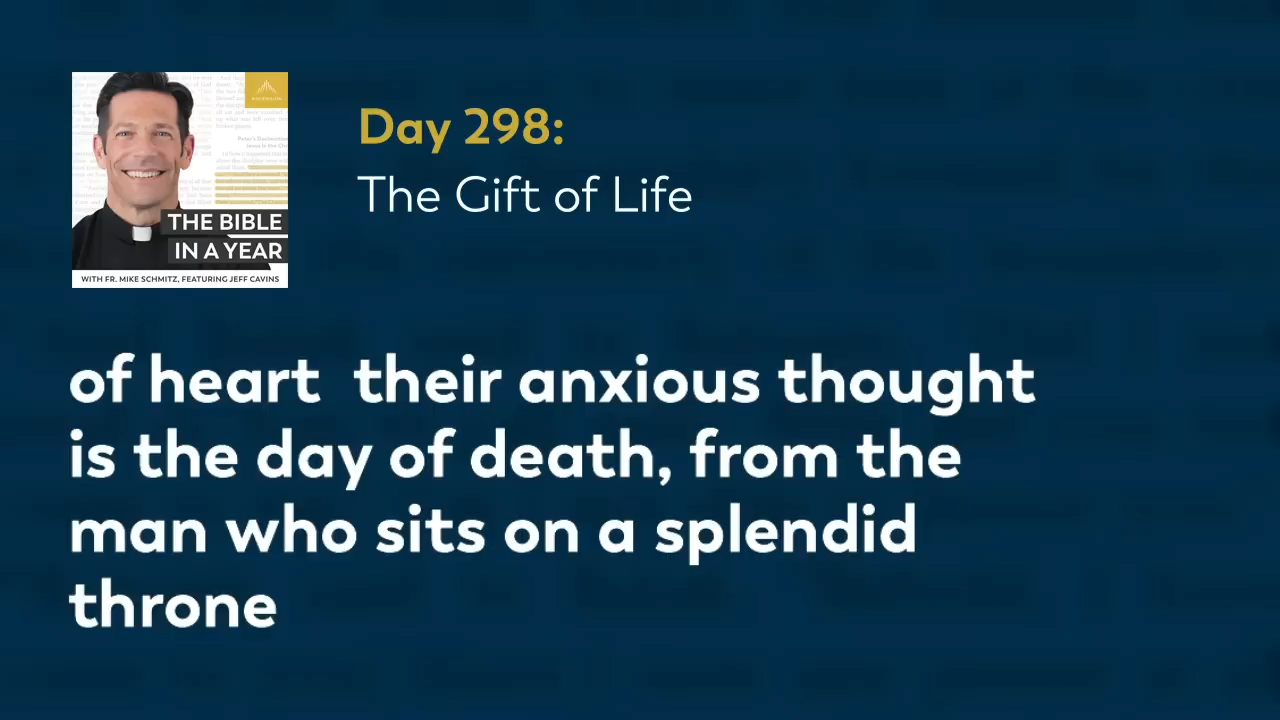 Day 298:
The Gift of Life
THE BIBLE
IN A YEAR
WITH FR. MIKE SCHMITZ, FEATURING JEFF CAVINS
of heart  their anxious thought
is the day of death, from the
man who sits on a splendid
throne